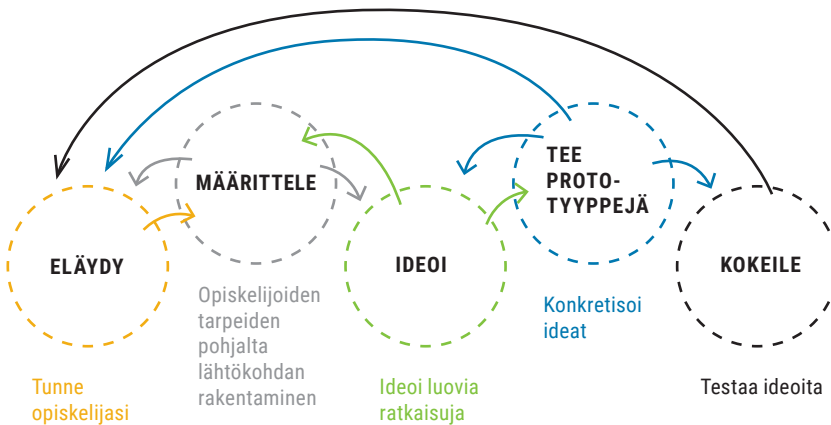 ELÄYDY
Tunne
opiskelijasi
MÄÄRITTELE
Opiskelijoiden
tarpeiden
pohjalta
lähtökohdan
rakentaminen
IDEOI
Ideoi luovia
ratkaisuja
TEE
PROTO-
TYYPPEJÄ
Konkretisoi
ideat
KOKEILE
Testaa ideoita